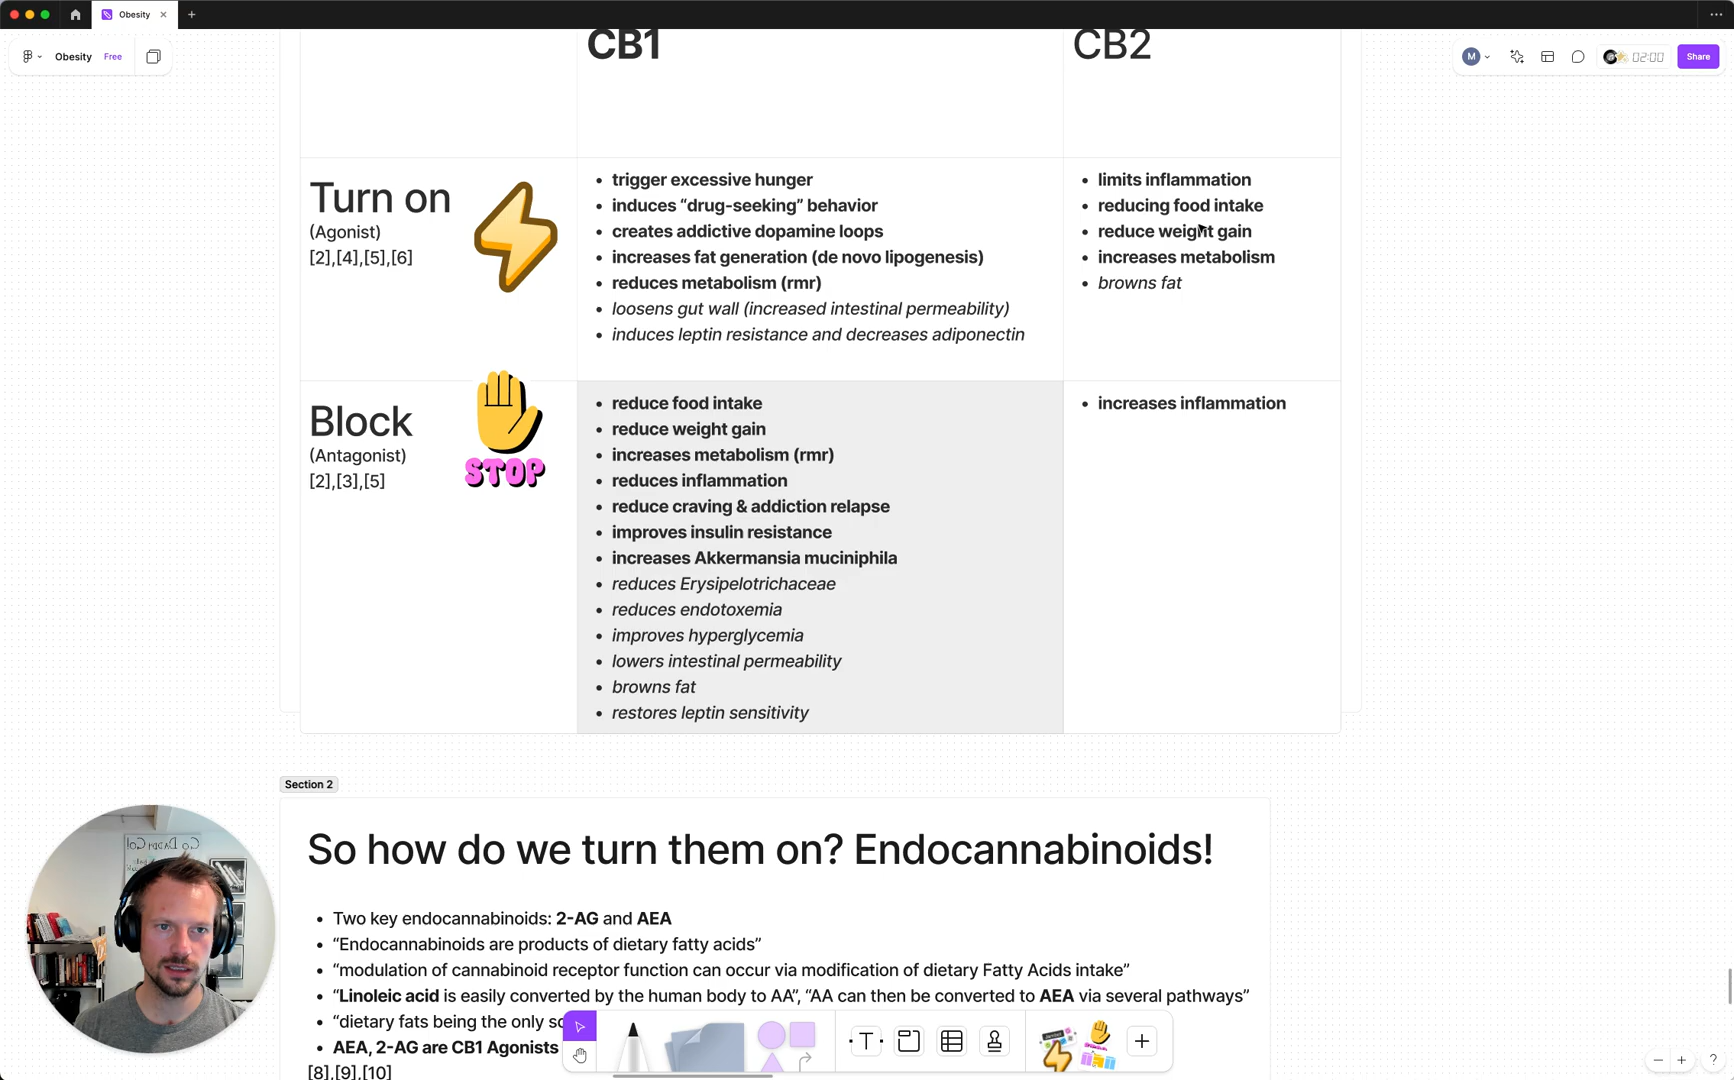 Obesity
Obesity
Free
M
02:00
Share
CB1
CB2
Turn on
(Agonist)
[2],[4],[5],[6]
• trigger excessive hunger
• induces “drug-seeking” behavior
• creates addictive dopamine loops
• increases fat generation (de novo lipogenesis)
• reduces metabolism (rmr)
• loosens gut wall (increased intestinal permeability)
• induces leptin resistance and decreases adiponectin
• limits inflammation
• reducing food intake
• reduce weight gain
• increases metabolism
• browns fat
Block
(Antagonist)
[2],[3],[5]
STOP
• reduce food intake
• reduce weight gain
• increases metabolism (rmr)
• reduces inflammation
• reduce craving & addiction relapse
• improves insulin resistance
• increases Akkermansia muciniphila
• reduces Erysipelotrichaceae
• reduces endotoxemia
• improves hyperglycemia
• lowers intestinal permeability
• browns fat
• restores leptin sensitivity
• increases inflammation
Section 2
So how do we turn them on? Endocannabinoids!
• Two key endocannabinoids: 2-AG and AEA
• “Endocannabinoids are products of dietary fatty acids”
• “modulation of cannabinoid receptor function can occur via modification of dietary Fatty Acids intake”
• “Linoleic acid is easily converted by the human body to AA”, “AA can then be converted to AEA via several pathways”
• “dietary fats being the only
• AEA, 2-AG are CB1 Agonists
[8],[9],[10]
T
?